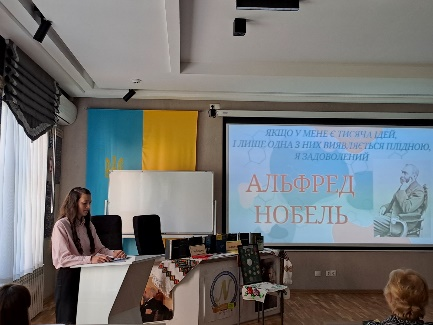 ЯКЩО У МЕНЕ Є ТИСЯЧА ІДЕЙ,
І ЛИШЕ ОДНА З НИХ ВИЯВЛЯЄТЬСЯ ПЛІДНОЮ,
Я ЗАДОВОЛЕНИЙ
АЛЬФРЕД
НОБЕЛЬ